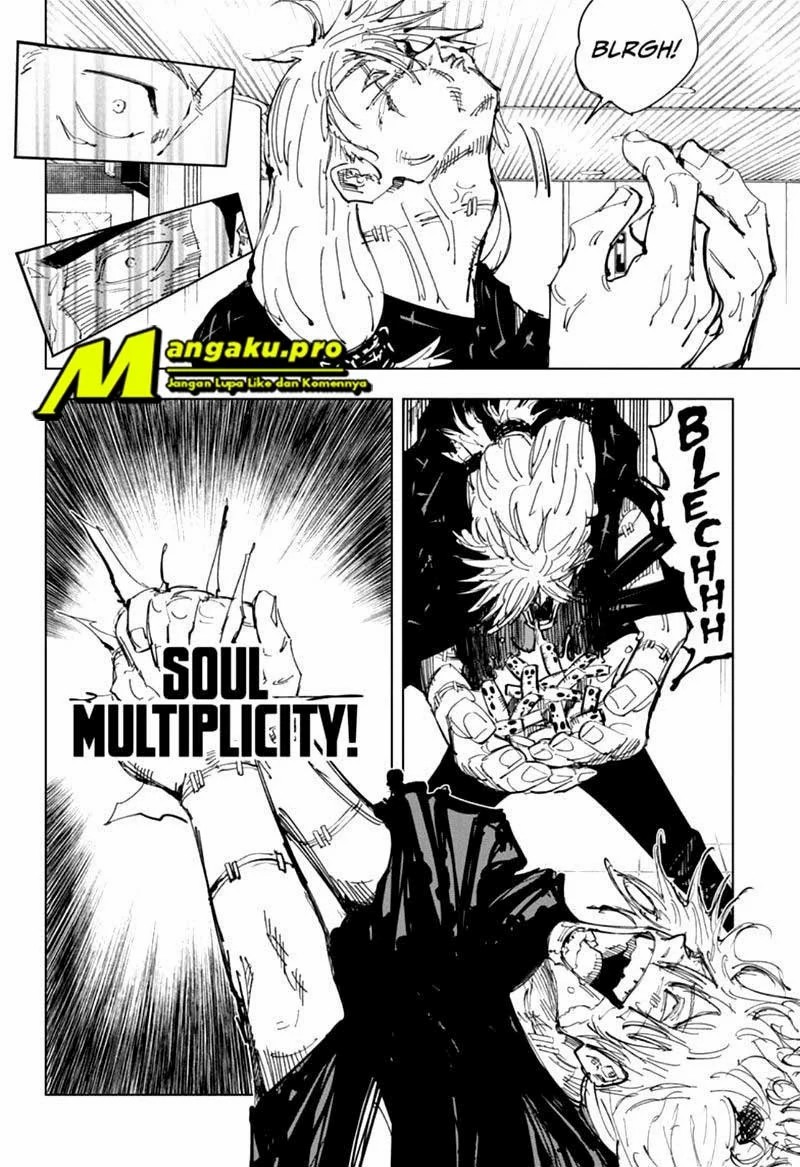 BLRGH!
Mangaku.pro
Jangan Lupa Like dan Komennya
BLECHHH
SOUL
MULTIPLICITY!